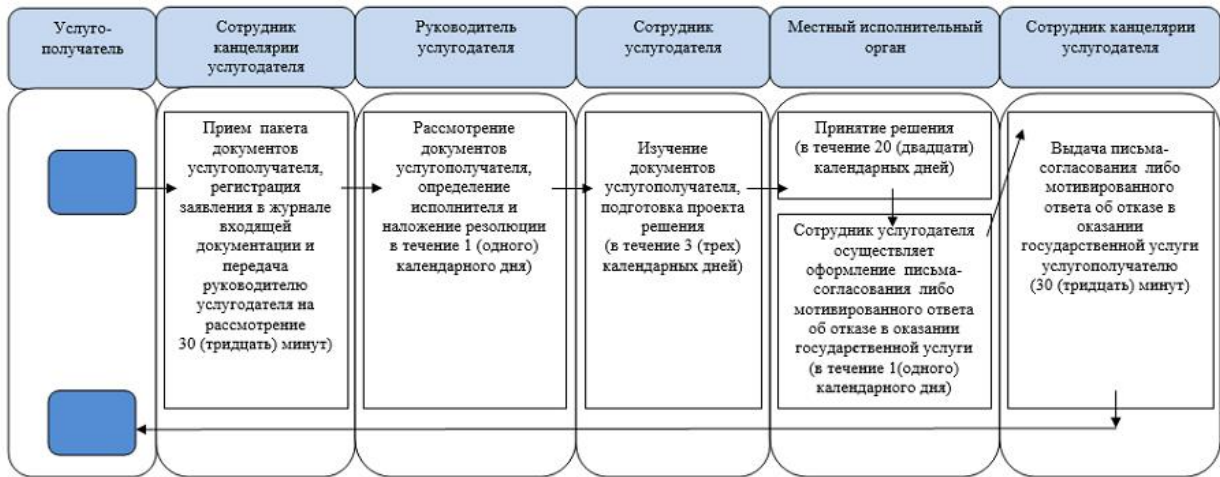 Услуго-
получатель
Сотрудник
канцелярии
услугодателя
Руководитель
услугодателя
Сотрудник
услугодателя
Местный исполнительный
орган
Сотрудник канцелярии
услугодателя
Прием пакета
документов
услугополучателя,
регистрация
заявления в журнале
входящей
документации и
передача
руководителю
услугодателя на
рассмотрение
30 (тридцать) минут)
Рассмотрение
документов
услугополучателя,
определение
исполнителя и
наложение резолюции
в течение 1 (одного)
календарного дня)
Изучение
документов
услугополучателя,
подготовка проекта
решения
(в течение 3 (трех)
календарных дней)
Принятие решения
(в течение 20 (двадцати)
календарных дней)
Сотрудник услугодателя
осуществляет
оформление письма-
согласования либо
мотивированного ответа
об отказе в оказании
государственной услуги
(в течение 1(одного)
календарного дня)
Выдача письма-
согласования либо
мотивированного
ответа об отказе в
оказании
государственной услуги
услугополучателю
(30 (тридцать) минут)